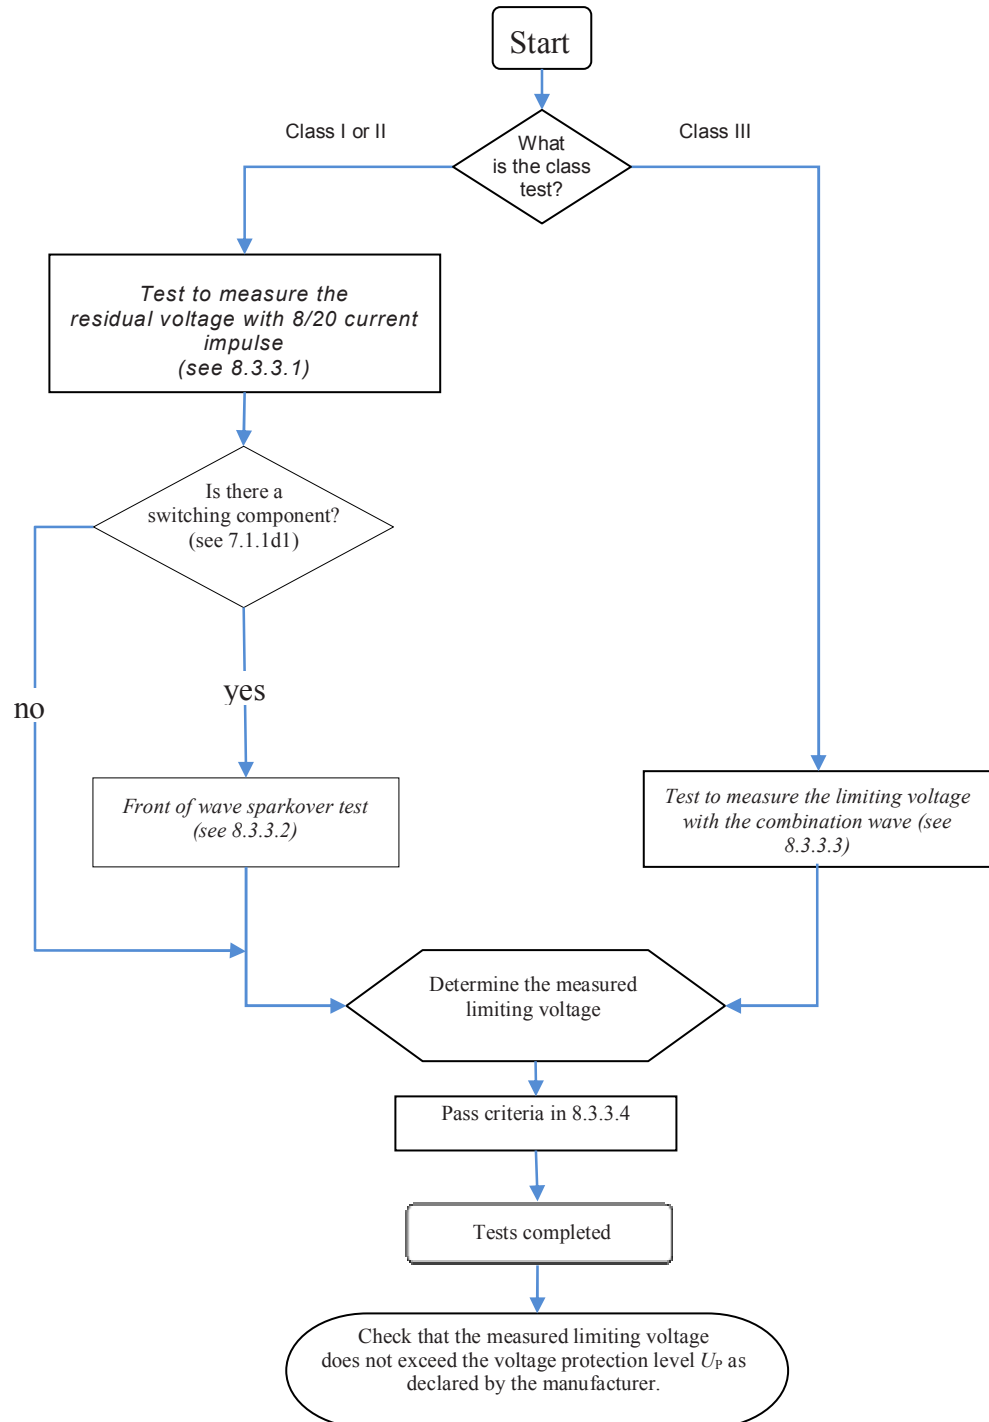 Start
Class I or II
Class III
What
is the class
test?
Test to measure the
residual voltage with 8/20 current
impulse
(see 8.3.3.1)
Is there a
switching component?
(see 7.1.1d1)
yes
no
Front of wave sparkover test
(see 8.3.3.2)
Test to measure the limiting voltage
with the combination wave (see
8.3.3.3)
Determine the measured
limiting voltage
Pass criteria in 8.3.3.4
Tests completed
Check that the measured limiting voltage
does not exceed the voltage protection level UP as
declared by the manufacturer.